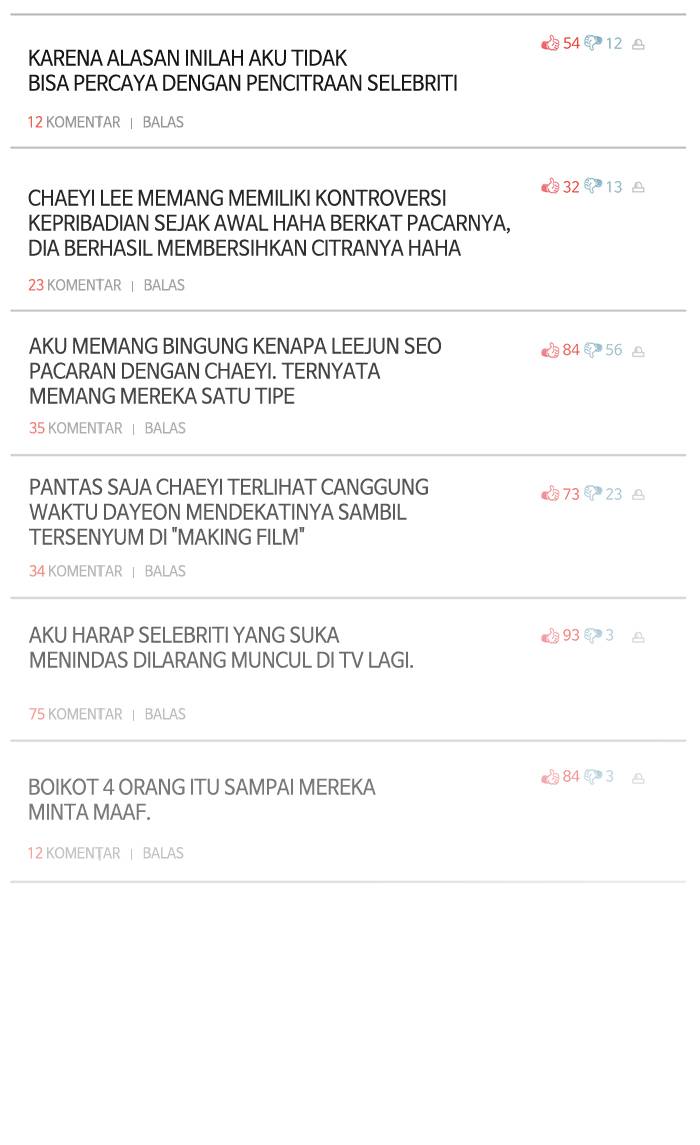 54 12
KARENA ALASAN INILAH AKU TIDAK
BISA PERCAYA DENGAN PENCITRAAN SELEBRITI
12 KOMENTAR | BALAS
32 13
CHAEYI LEE MEMANG MEMILIKI KONTROVERSI
KEPRIBADIAN SEJAK AWAL HAHA BERKAT PACARNYA,
DIA BERHASIL MEMBERSIHKAN CITRANYA HAHA
23 KOMENTAR | BALAS
84 56
AKU MEMANG BINGUNG KENAPA LEEJUN SEO
PACARAN DENGAN CHAEYI. TERNYATA
MEMANG MEREKA SATU TIPE
35 KOMENTAR | BALAS
73 23
PANTAS SAJA CHAEYI TERLIHAT CANGGUNG
WAKTU DAYEON MENDEKATINYA SAMBIL
TERSENYUM DI "MAKING FILM"
34 KOMENTAR | BALAS
93 3
AKU HARAP SELEBRITI YANG SUKA
MENINDAS DILARANG MUNCUL DI TV LAGI.
75 KOMENTAR | BALAS
84 3
BOIKOT 4 ORANG ITU SAMPAI MEREKA
MINTA MAAF.
12 KOMENTAR | BALAS